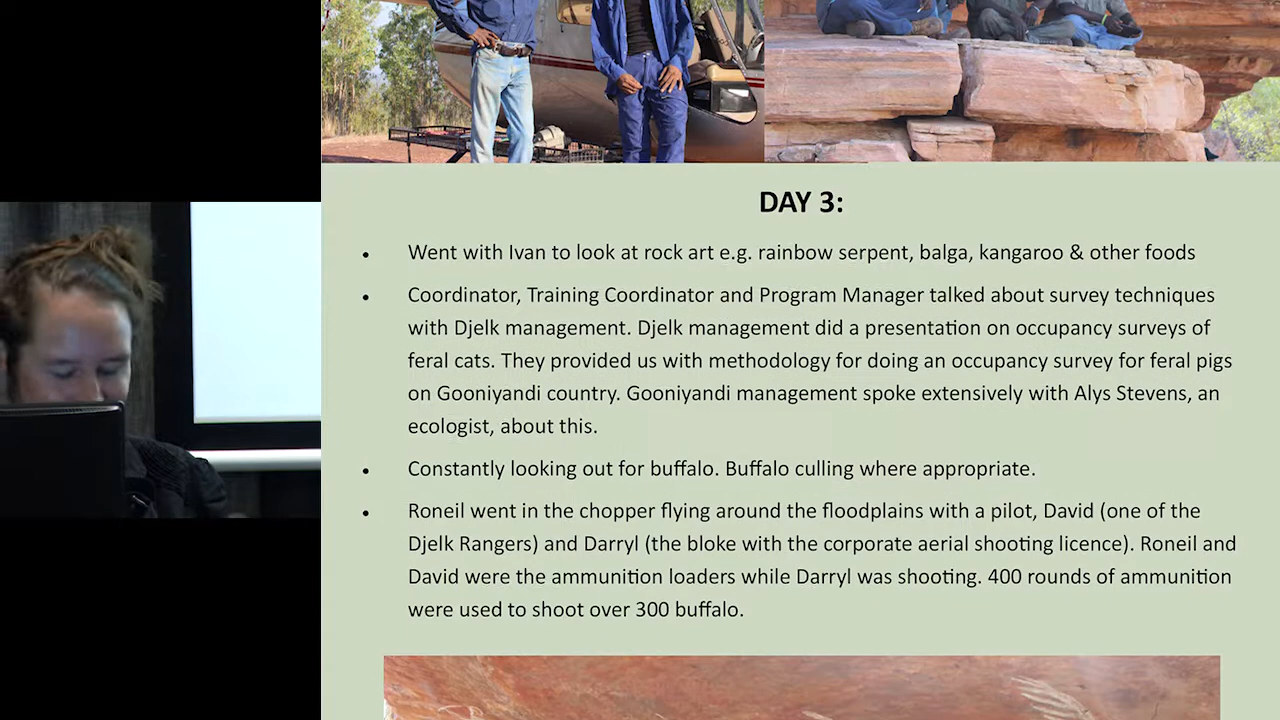 DAY 3:
• Went with Ivan to look at rock art e.g. rainbow serpent, balga, kangaroo & other foods
• Coordinator, Training Coordinator and Program Manager talked about survey techniques
with Djelk management. Djelk management did a presentation on occupancy surveys of
feral cats. They provided us with methodology for doing an occupancy survey for feral pigs
on Gooniyandi country. Gooniyandi management spoke extensively with Alys Stevens, an
ecologist, about this.
• Constantly looking out for buffalo. Buffalo culling where appropriate.
• Roneil went in the chopper flying around the floodplains with a pilot, David (one of the
Djelk Rangers) and Darryl (the bloke with the corporate aerial shooting licence). Roneil and
David were the ammunition loaders while Darryl was shooting. 400 rounds of ammunition
were used to shoot over 300 buffalo.